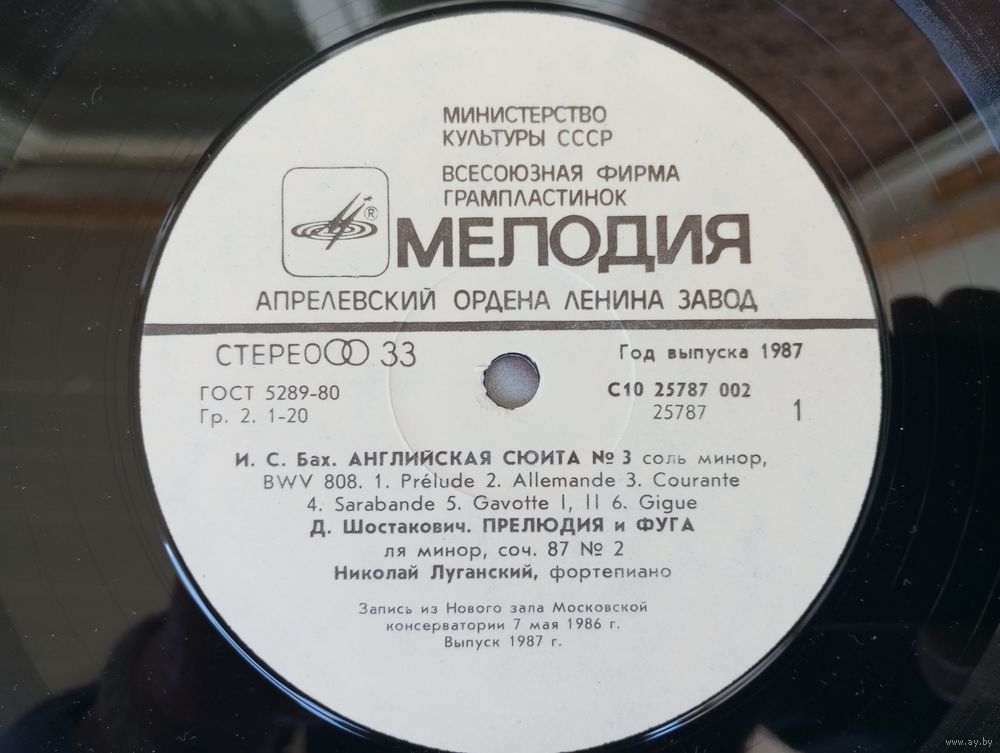 МИНИСТЕРСТВО
КУЛЬТУРЫ СССР
ВСЕСОЮЗНАЯ ФИРМА
ГРАМПЛАСТИНОК
®
МЕЛОДИЯ
АПРЕЛЕВСКИЙ ОРДЕНА ЛЕНИНА ЗАВОД
СТЕРЕО 33
Год выпуска 1987
ГОСТ 5289-80
Гр. 2. 1-20
С10 25787 002
25787
1
И. С. Бах. АНГЛИЙСКАЯ СЮИТА № 3 соль минор,
BWV 808. 1. Prélude 2. Allemande 3. Courante
4. Sarabande 5. Gavotte I, II 6. Gigue
Д. Шостакович. ПРЕЛЮДИЯ и ФУГА
ля минор, соч. 87 № 2
Николай Луганский, фортепиано
Запись из Нового зала Московской
консерватории 7 мая 1986 г.
Выпуск 1987 г.
www.ay.by